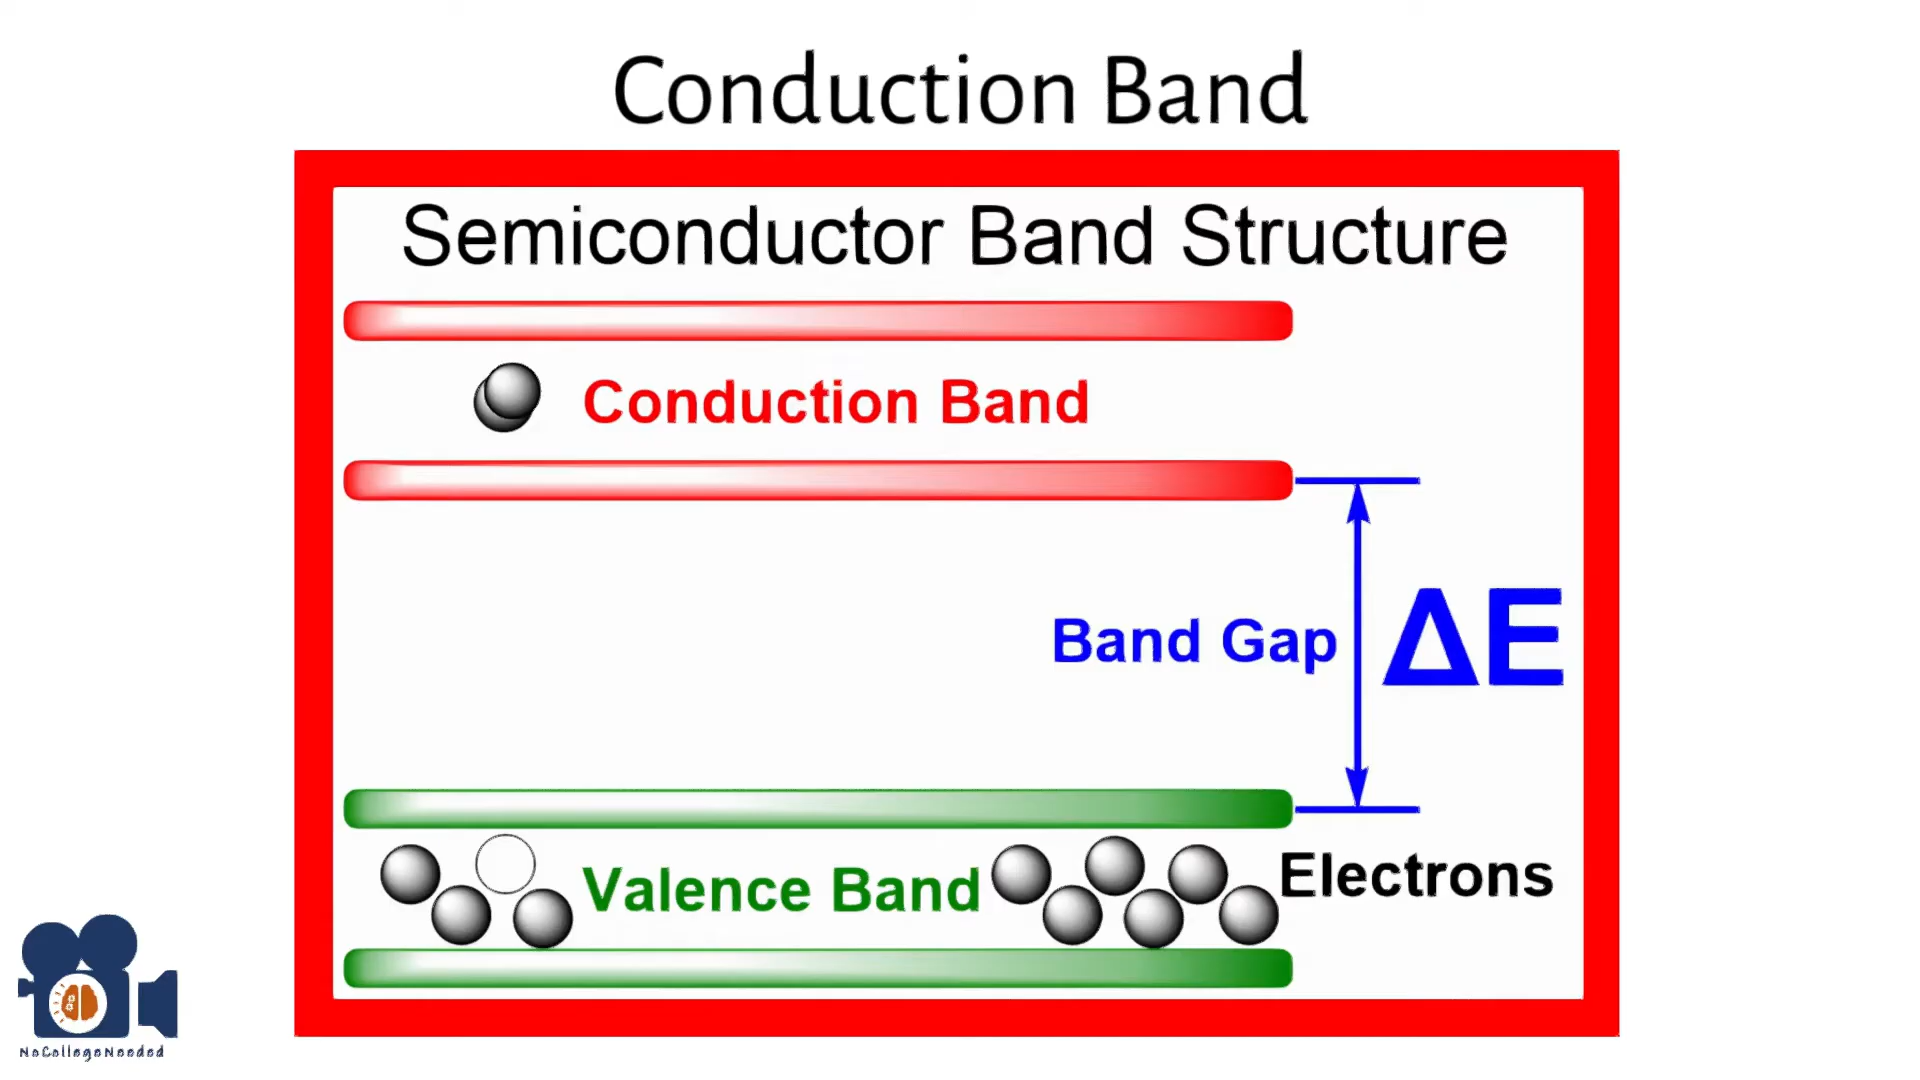 Conduction Band
Semiconductor Band Structure
Conduction Band
Band Gap
ΔE
Valence Band
Electrons
NoCollegeNeeded